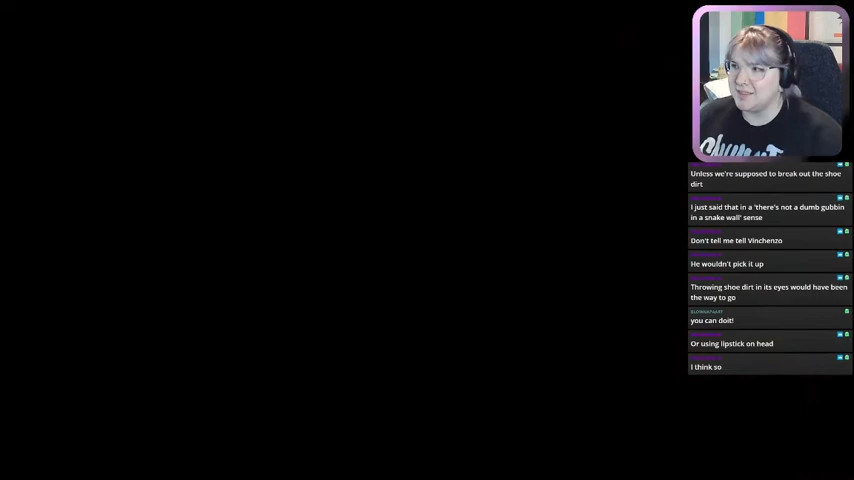 Unless we're supposed to break out the shoe
dirt
I just said that in a 'there's not a dumb gubbin
in a snake wall' sense
Don't tell me tell Vinchenzo
He wouldn't pick it up
Throwing shoe dirt in its eyes would have been
the way to go
you can doit!
Or using lipstick on head
I think so